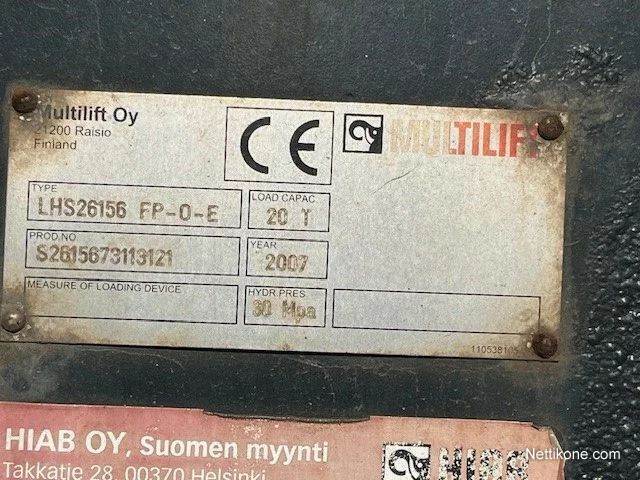 Multilift Oy
21200 Raisio
Finland
CE
MULTILIFT
TYPE
LHS26156 FP-O-E
LOAD CAPAC
20 T
PROD.NO
S2615673113121
YEAR
2007
MEASURE OF LOADING DEVICE
HYDR.PRES
30 Mpa
HIAB OY, Suomen myynti
Takkatie 28, 00370 Helsinki
HIAB
Nettikone.com